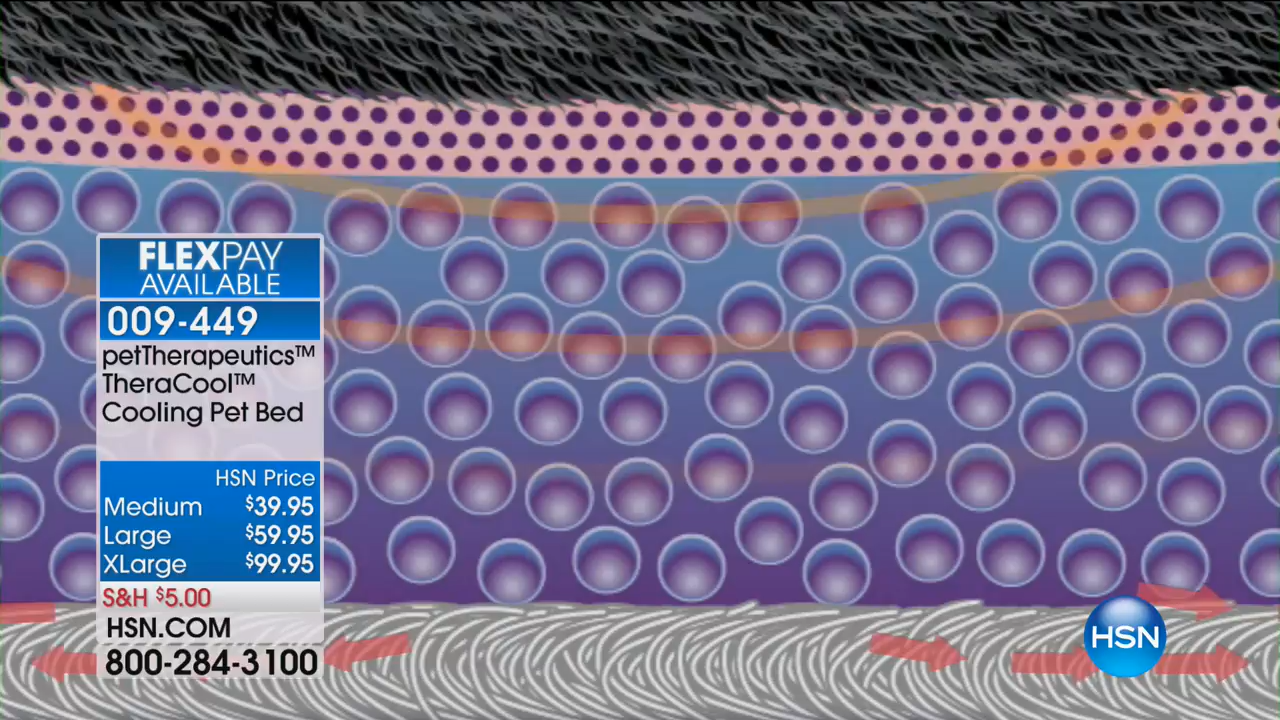 FLEXPAY
AVAILABLE
009-449
petTherapeutics™
TheraCool™
Cooling Pet Bed
HSN Price
Medium $39.95
Large $59.95
XLarge $99.95
S&H $5.00
HSN.COM
800-284-3100
HSN